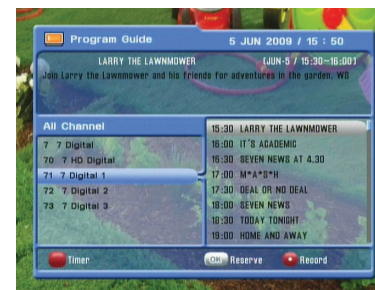 Program Guide
5 JUN 2009 / 15 : 50
LARRY THE LAWNMOWER
[JUN-5 / 15:30~16:00]
Join Larry the Lawnmower and his friends for adventures in the garden, WS
All Channel
7 7 Digital
70 7 HD Digital
71 7 Digital 1
72 7 Digital 2
73 7 Digital 3
15:30 LARRY THE LAWNMOWER
16:00 IT'S ACADEMIC
16:30 SEVEN NEWS AT 4.30
17:00 M*A*S*H
17:30 DEAL OR NO DEAL
18:00 SEVEN NEWS
18:30 TODAY TONIGHT
19:00 HOME AND AWAY
Timer
OK Reserve
Record